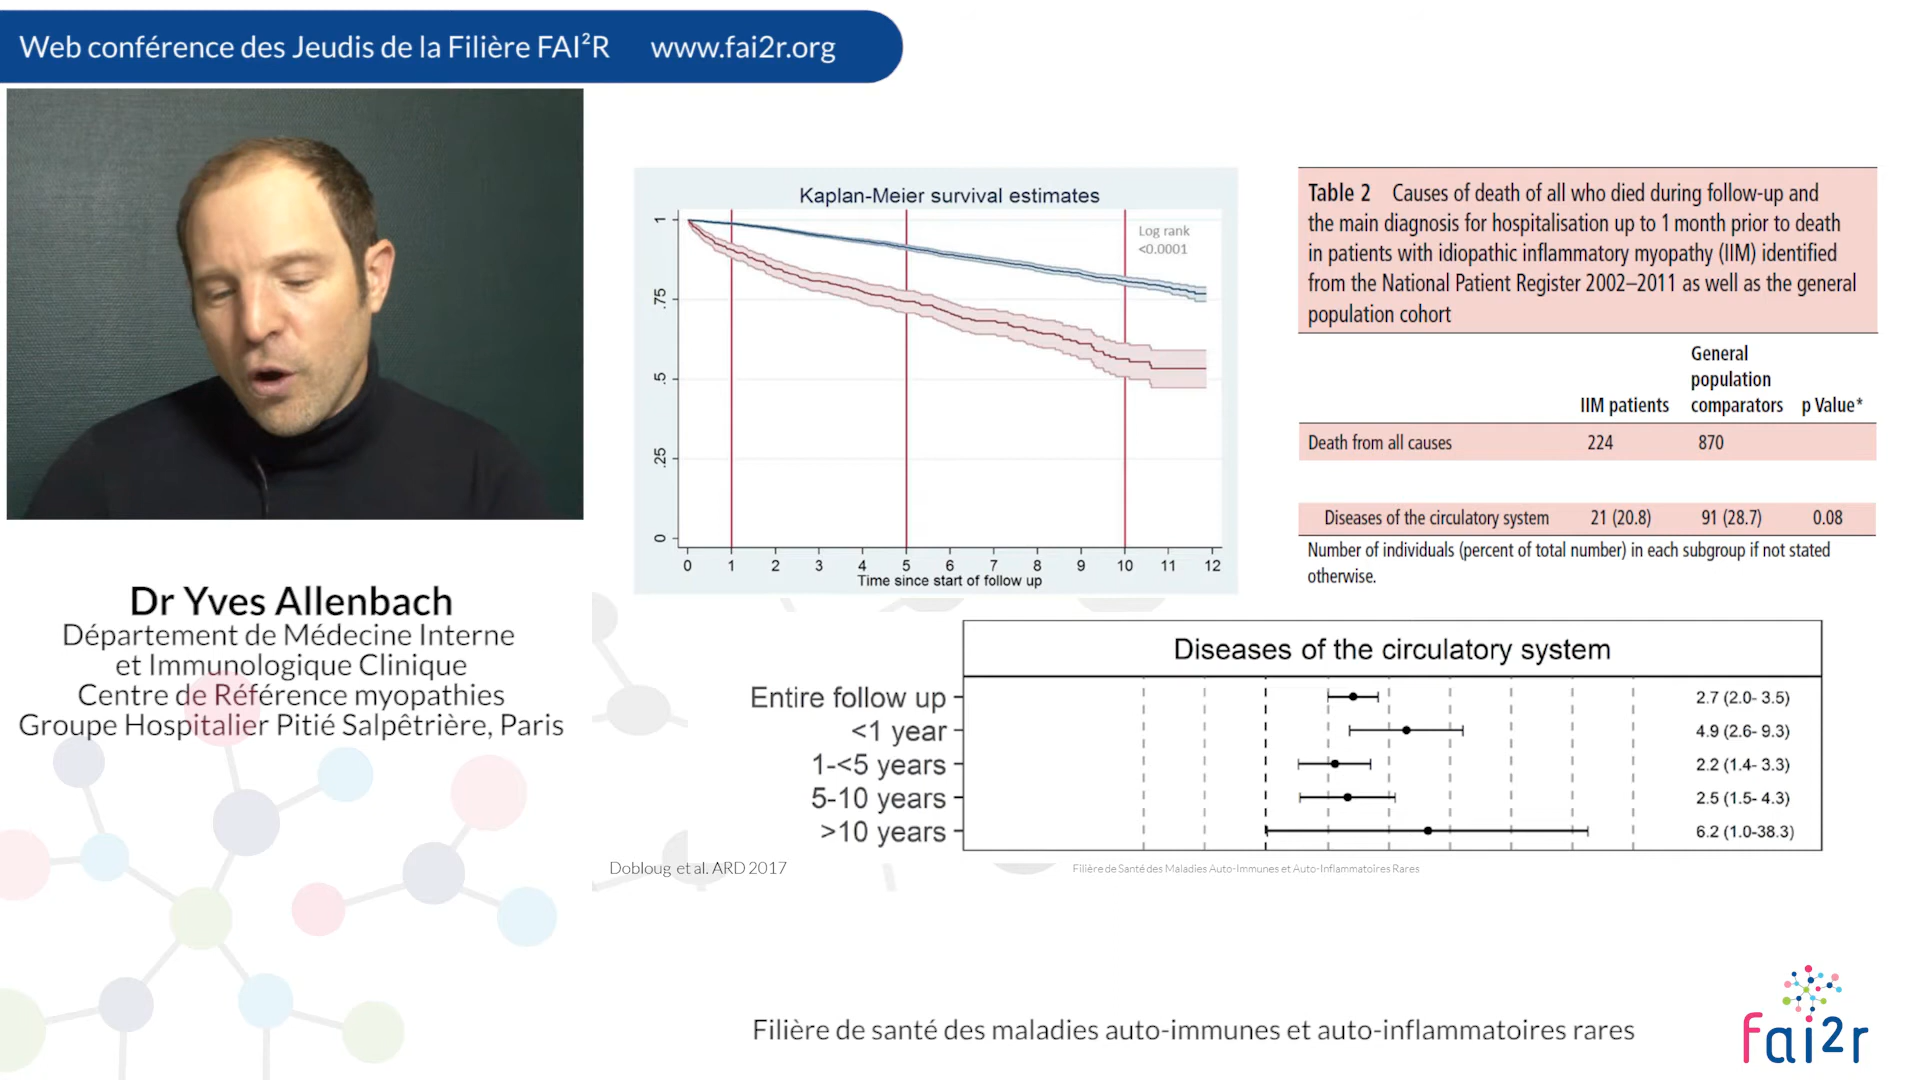 Web conférence des Jeudis de la Filière FAI²R www.fai2r.org
Kaplan-Meier survival estimates
Log rank
<0.0001
1
.75
.5
.25
0
0 1 2 3 4 5 6 7 8 9 10 11 12
Time since start of follow up
Table 2 Causes of death of all who died during follow-up and
the main diagnosis for hospitalisation up to 1 month prior to death
in patients with idiopathic inflammatory myopathy (IIM) identified
from the National Patient Register 2002–2011 as well as the general
population cohort
General
population
IIM patients comparators p Value*
Death from all causes 224 870
Diseases of the circulatory system 21 (20.8) 91 (28.7) 0.08
Number of individuals (percent of total number) in each subgroup if not stated
otherwise.
Dr Yves Allenbach
Département de Médecine Interne
et Immunologique Clinique
Centre de Référence myopathies
Groupe Hospitalier Pitié Salpêtrière, Paris
Diseases of the circulatory system
Entire follow up 2.7 (2.0- 3.5)
<1 year 4.9 (2.6- 9.3)
1-<5 years 2.2 (1.4- 3.3)
5-10 years 2.5 (1.5- 4.3)
>10 years 6.2 (1.0-38.3)
Dobloug et al. ARD 2017
Filière de Santé des Maladies Auto-Immunes et Auto-Inflammatoires Rares
Filière de santé des maladies auto-immunes et auto-inflammatoires rares
fai2r